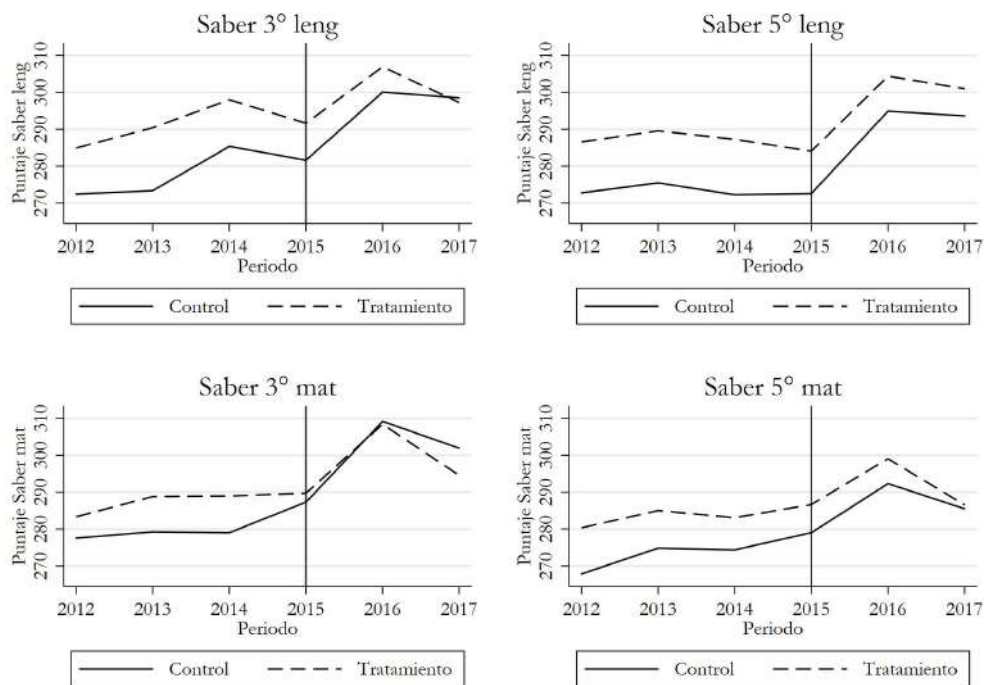 Saber 3° leng
Puntaje Saber leng
310
300
290
280
270
2012 2013 2014 2015 2016 2017
Periodo
Control Tratamiento
Saber 5° leng
Puntaje Saber leng
310
300
290
280
270
2012 2013 2014 2015 2016 2017
Periodo
Control Tratamiento
Saber 3° mat
Puntaje Saber mat
310
300
290
280
270
2012 2013 2014 2015 2016 2017
Periodo
Control Tratamiento
Saber 5° mat
Puntaje Saber mat
310
300
290
280
270
2012 2013 2014 2015 2016 2017
Periodo
Control Tratamiento